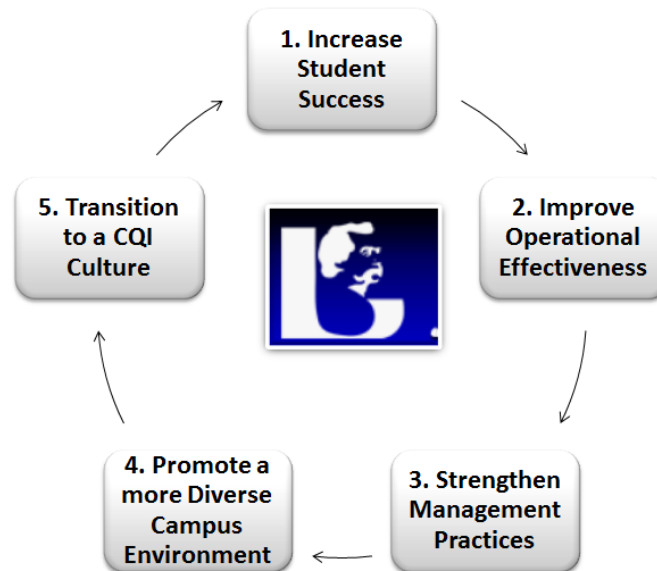 1. Increase
Student
Success
2. Improve
Operational
Effectiveness
3. Strengthen
Management
Practices
4. Promote a
more Diverse
Campus
Environment
5. Transition
to a CQI
Culture
L.